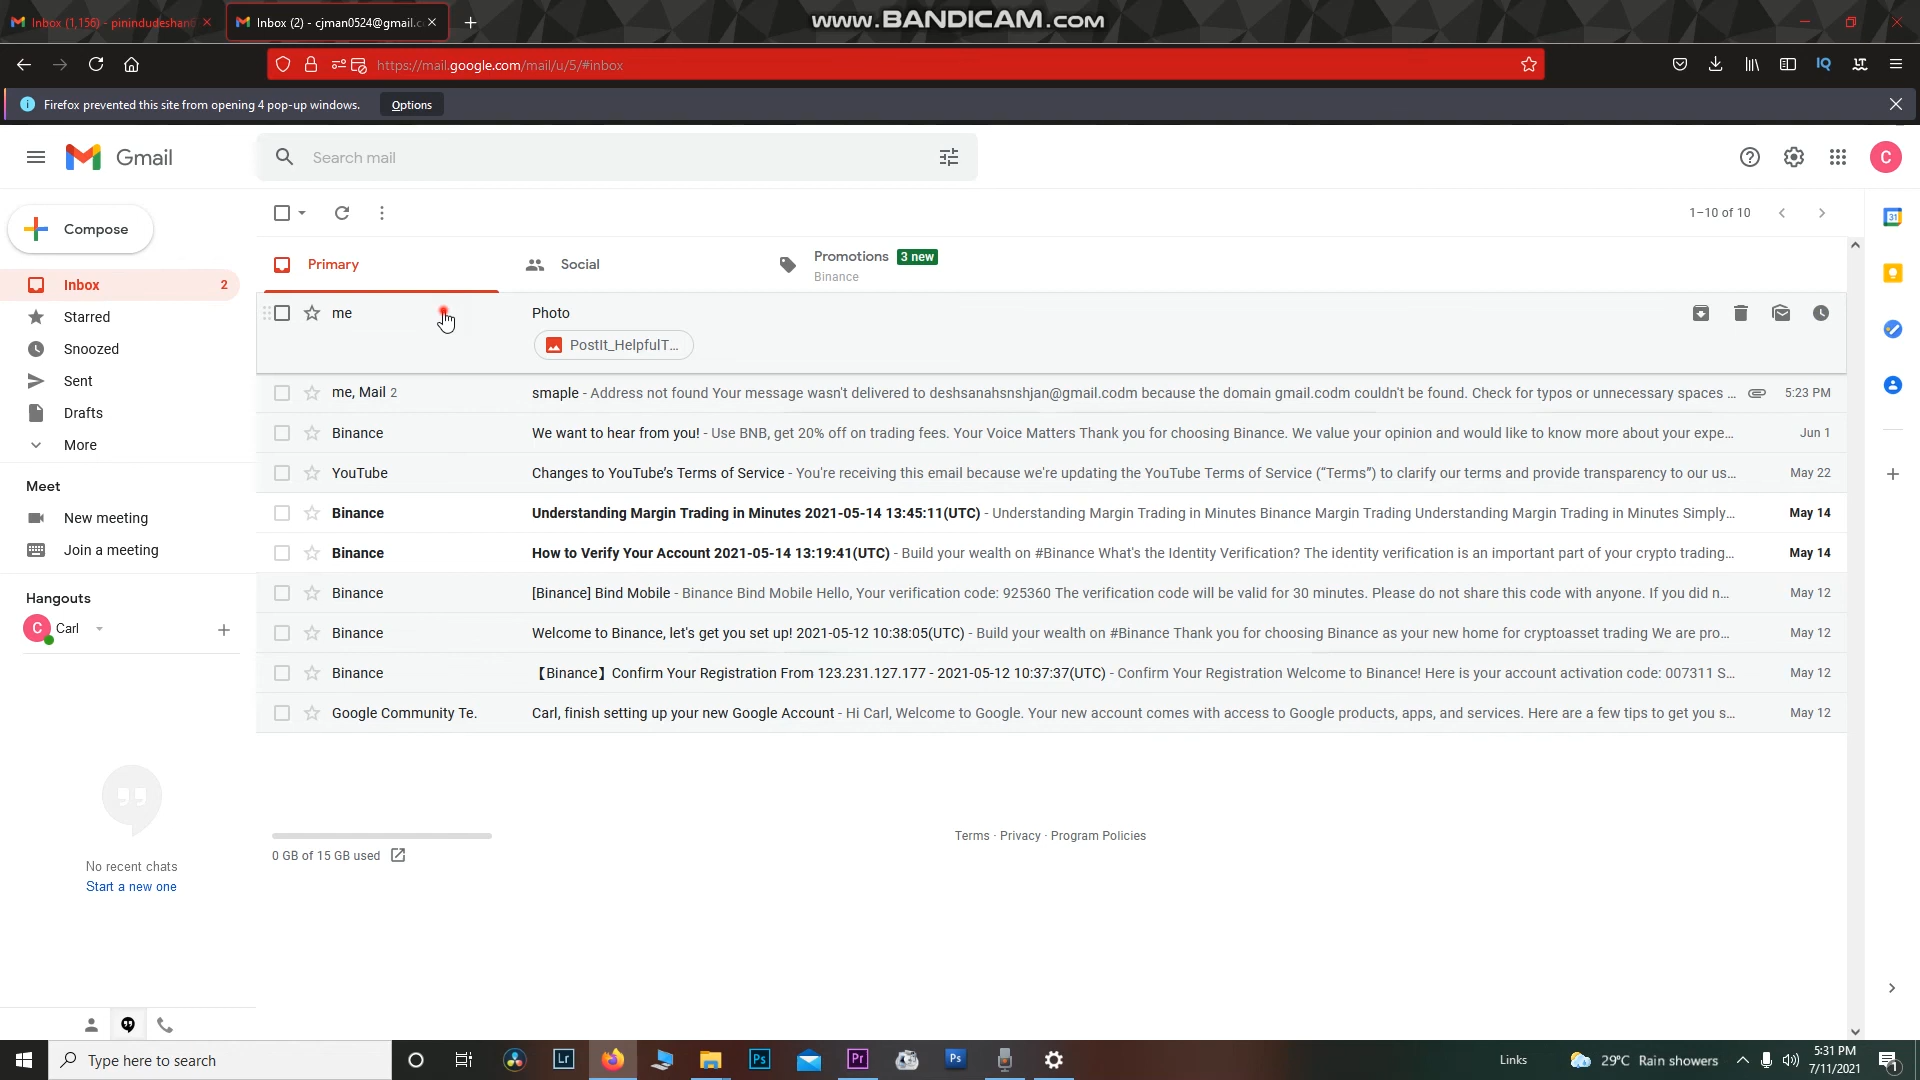 Inbox (1,156) - pinindudeshan
Inbox (2) - cjman0524@gmail.c
www.BANDICAM.com
https://mail.google.com/mail/u/5/#inbox
IQ
Firefox prevented this site from opening 4 pop-up windows.
Options
Gmail
Search mail
C
Compose
1–10 of 10
31
Primary
Social
Promotions
3 new
Binance
Inbox
2
Starred
Snoozed
Sent
Drafts
More
me
Photo
PostIt_HelpfulT...
me, Mail 2
smaple - Address not found Your message wasn't delivered to deshsanahsnshjan@gmail.codm because the domain gmail.codm couldn't be found. Check for typos or unnecessary spaces ...
5:23 PM
Binance
We want to hear from you! - Use BNB, get 20% off on trading fees. Your Voice Matters Thank you for choosing Binance. We value your opinion and would like to know more about your expe...
Jun 1
YouTube
Changes to YouTube's Terms of Service - You're receiving this email because we're updating the YouTube Terms of Service (“Terms”) to clarify our terms and provide transparency to our us...
May 22
Binance
Understanding Margin Trading in Minutes 2021-05-14 13:45:11(UTC) - Understanding Margin Trading in Minutes Binance Margin Trading Understanding Margin Trading in Minutes Simply...
May 14
Binance
How to Verify Your Account 2021-05-14 13:19:41(UTC) - Build your wealth on #Binance What's the Identity Verification? The identity verification is an important part of your crypto trading...
May 14
Binance
[Binance] Bind Mobile - Binance Bind Mobile Hello, Your verification code: 925360 The verification code will be valid for 30 minutes. Please do not share this code with anyone. If you did n...
May 12
Binance
Welcome to Binance, let's get you set up! 2021-05-12 10:38:05(UTC) - Build your wealth on #Binance Thank you for choosing Binance as your new home for cryptoasset trading We are pro...
May 12
Binance
【Binance】Confirm Your Registration From 123.231.127.177 - 2021-05-12 10:37:37(UTC) - Confirm Your Registration Welcome to Binance! Here is your account activation code: 007311 S...
May 12
Google Community Te.
Carl, finish setting up your new Google Account - Hi Carl, Welcome to Google. Your new account comes with access to Google products, apps, and services. Here are a few tips to get you s...
May 12
Meet
New meeting
Join a meeting
Hangouts
C
Carl
No recent chats
Start a new one
0 GB of 15 GB used
Terms · Privacy · Program Policies
Type here to search
Lr
Ps
Pr
Ps
Links
29°C Rain showers
5:31 PM
7/11/2021
1